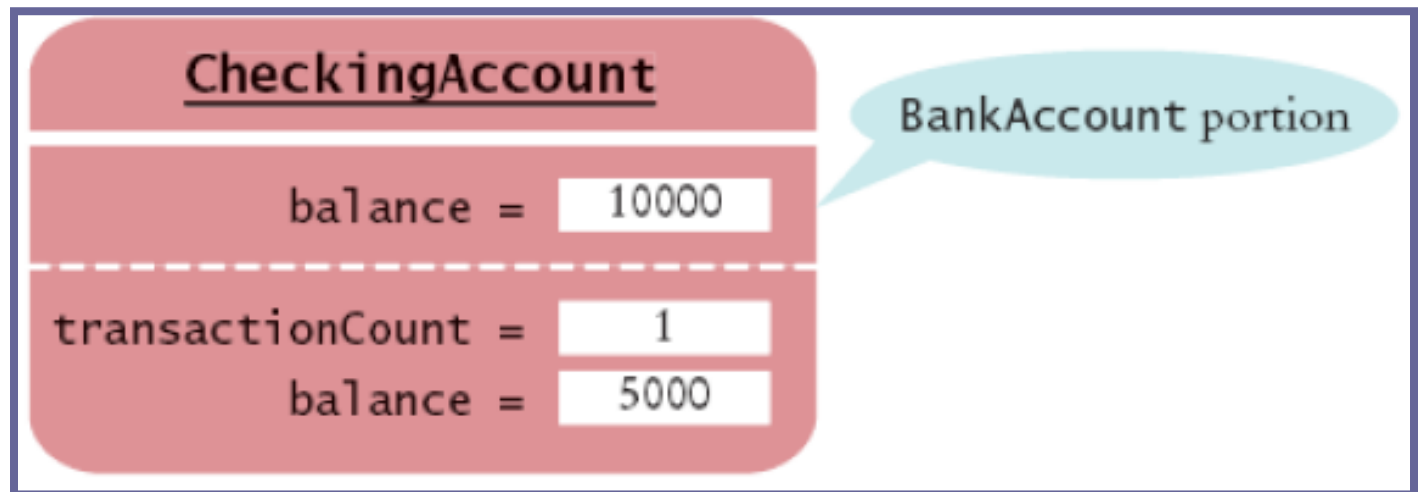 CheckingAccount
BankAccount portion
balance = 10000
transactionCount = 1
balance = 5000